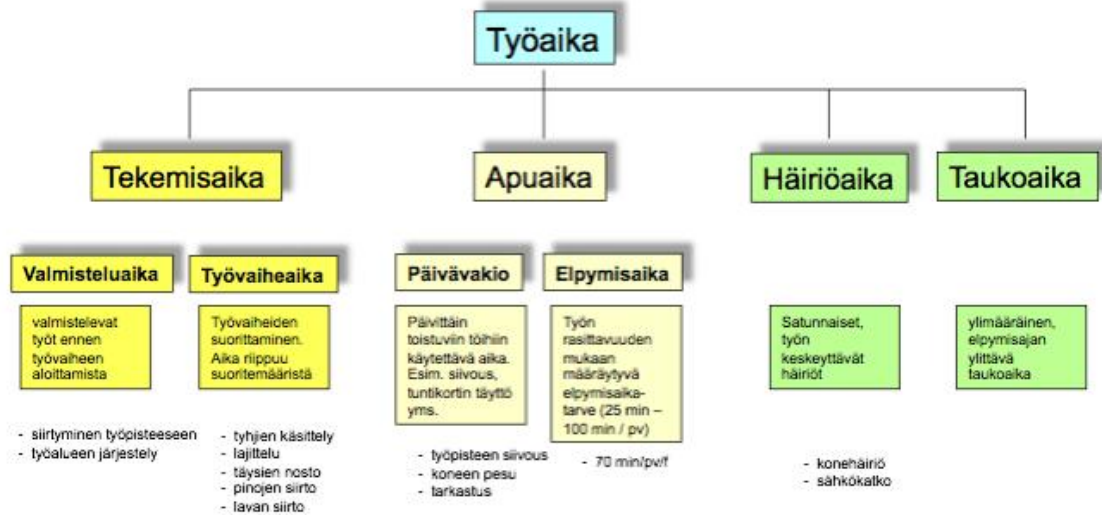 Työaika
Tekemisaika
Apuaika
Häiriöaika
Taukoaika
Valmisteluaika
Työvaiheaika
Päivävakio
Elpymisaika
valmistelevat
työt ennen
työvaiheen
aloittamista
Työvaiheiden
suorittaminen.
Aika riippuu
suoritemääristä
Päivittäin
toistuviin töihin
käytettävä aika.
Esim. siivous,
tuntikortin täyttö
yms.
Työn
rasittavuuden
mukaan
määräytyvä
elpymisaika-
tarve (25 min –
100 min / pv)
Satunnaiset,
työn
keskeyttävät
häiriöt
ylimääräinen,
elpymisajan
ylittävä
taukoaika
- siirtyminen työpisteeseen
- työalueen järjestely
- tyhjien käsittely
- lajittelu
- täysien nosto
- pinojen siirto
- lavan siirto
- työpisteen siivous
- koneen pesu
- tarkastus
- 70 min/pv/f
- konehäiriö
- sähkökatko